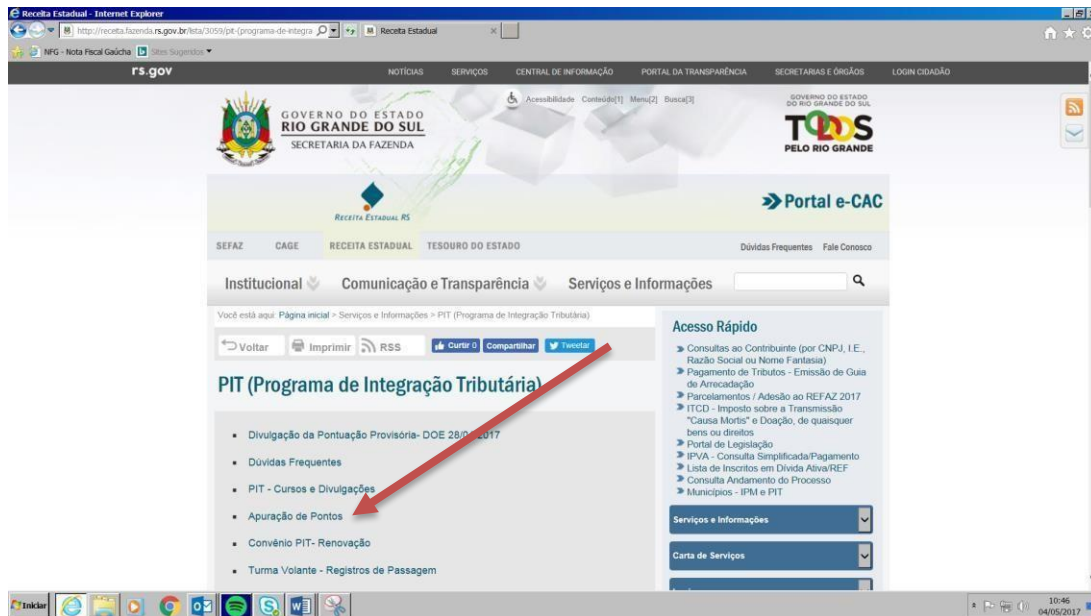 Receita Estadual - Internet Explorer
http://receita.fazenda.rs.gov.br/lista/3059/pit-(programa-de-integra
Receita Estadual
NFG - Nota Fiscal Gaúcha
Sites Sugeridos
rs.gov
NOTÍCIAS SERVIÇOS CENTRAL DE INFORMAÇÃO PORTAL DA TRANSPARÊNCIA SECRETARIAS E ÓRGÃOS LOGIN CIDADÃO
Acessibilidade Conteúdo[1] Menu[2] Busca[3]
GOVERNO DO ESTADO
RIO GRANDE DO SUL
SECRETARIA DA FAZENDA
GOVERNO DO ESTADO
DO RIO GRANDE DO SUL
TODOS
PELO RIO GRANDE
RECEITA ESTADUAL RS
Portal e-CAC
SEFAZ CAGE RECEITA ESTADUAL TESOURO DO ESTADO
Dúvidas Frequentes Fale Conosco
Institucional Comunicação e Transparência Serviços e Informações
Você está aqui: Página inicial > Serviços e Informações > PIT (Programa de Integração Tributária)
Voltar Imprimir RSS Curtir 0 Compartilhar Tweetar
PIT (Programa de Integração Tributária)
Divulgação da Pontuação Provisória- DOE 28/04/2017
Dúvidas Frequentes
PIT - Cursos e Divulgações
Apuração de Pontos
Convênio PIT- Renovação
Turma Volante - Registros de Passagem
Acesso Rápido
Consultas ao Contribuinte (por CNPJ, I.E.,
Razão Social ou Nome Fantasia)
Pagamento de Tributos - Emissão de Guia
de Arrecadação
Parcelamentos / Adesão ao REFAZ 2017
ITCD - Imposto sobre a Transmissão
"Causa Mortis" e Doação, de quaisquer
bens ou direitos
Portal de Legislação
IPVA - Consulta Simplificada/Pagamento
Lista de Inscritos em Dívida Ativa/REF
Consulta Andamento do Processo
Municípios - IPM e PIT
Serviços e Informações
Carta de Serviços
Iniciar
10:46
04/05/2017